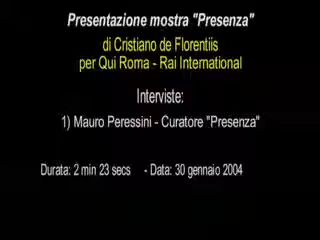 Presentazione mostra "Presenza"
di Cristiano de Florentiis
per Qui Roma - Rai International
Interviste:
1) Mauro Peressini - Curatore "Presenza"
Durata: 2 min 23 secs - Data: 30 gennaio 2004